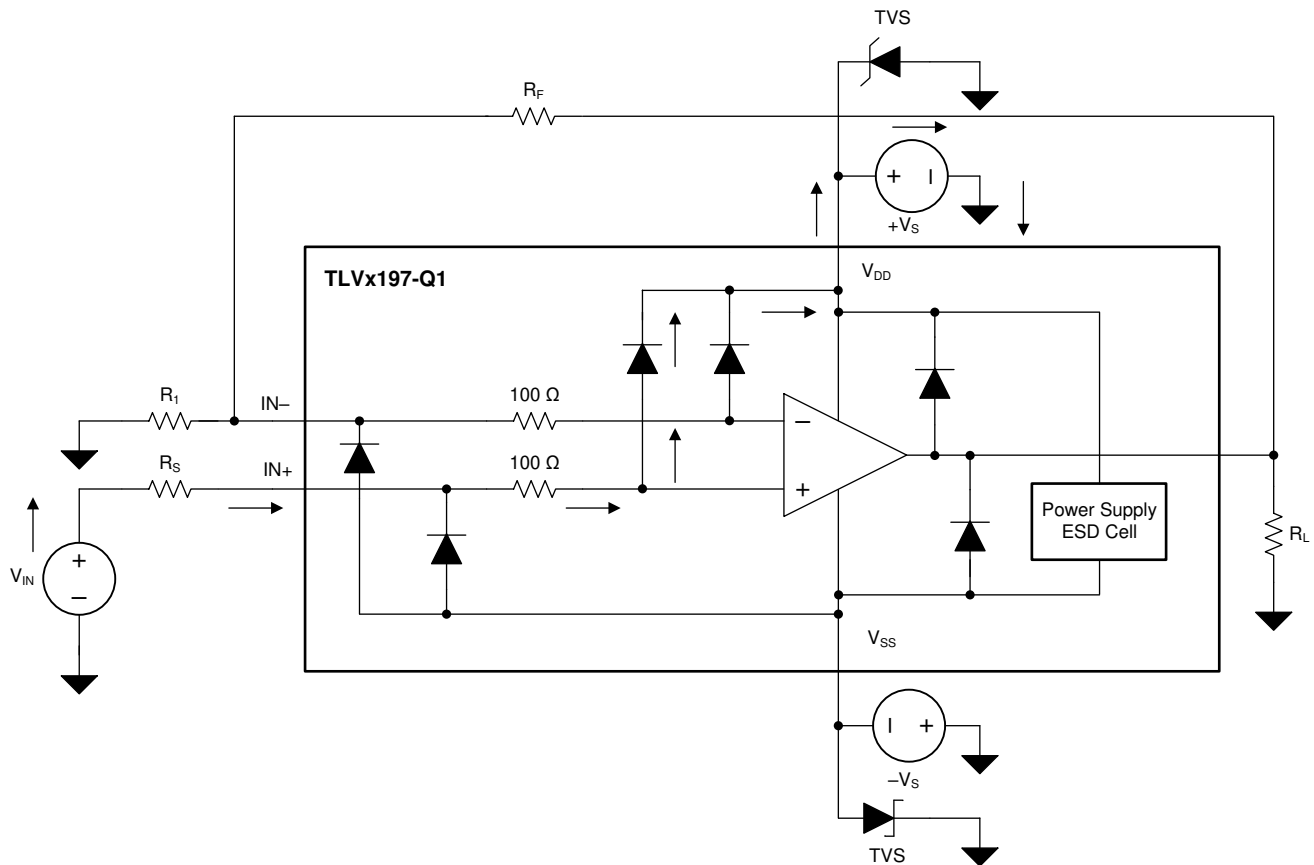 TVS
R_F
+ –
+V_S
V_DD
TLVx197-Q1
R_1
IN–
100 Ω
–
R_S
IN+
100 Ω
+
Power Supply
ESD Cell
R_L
+
V_IN
–
V_SS
– +
–V_S
TVS